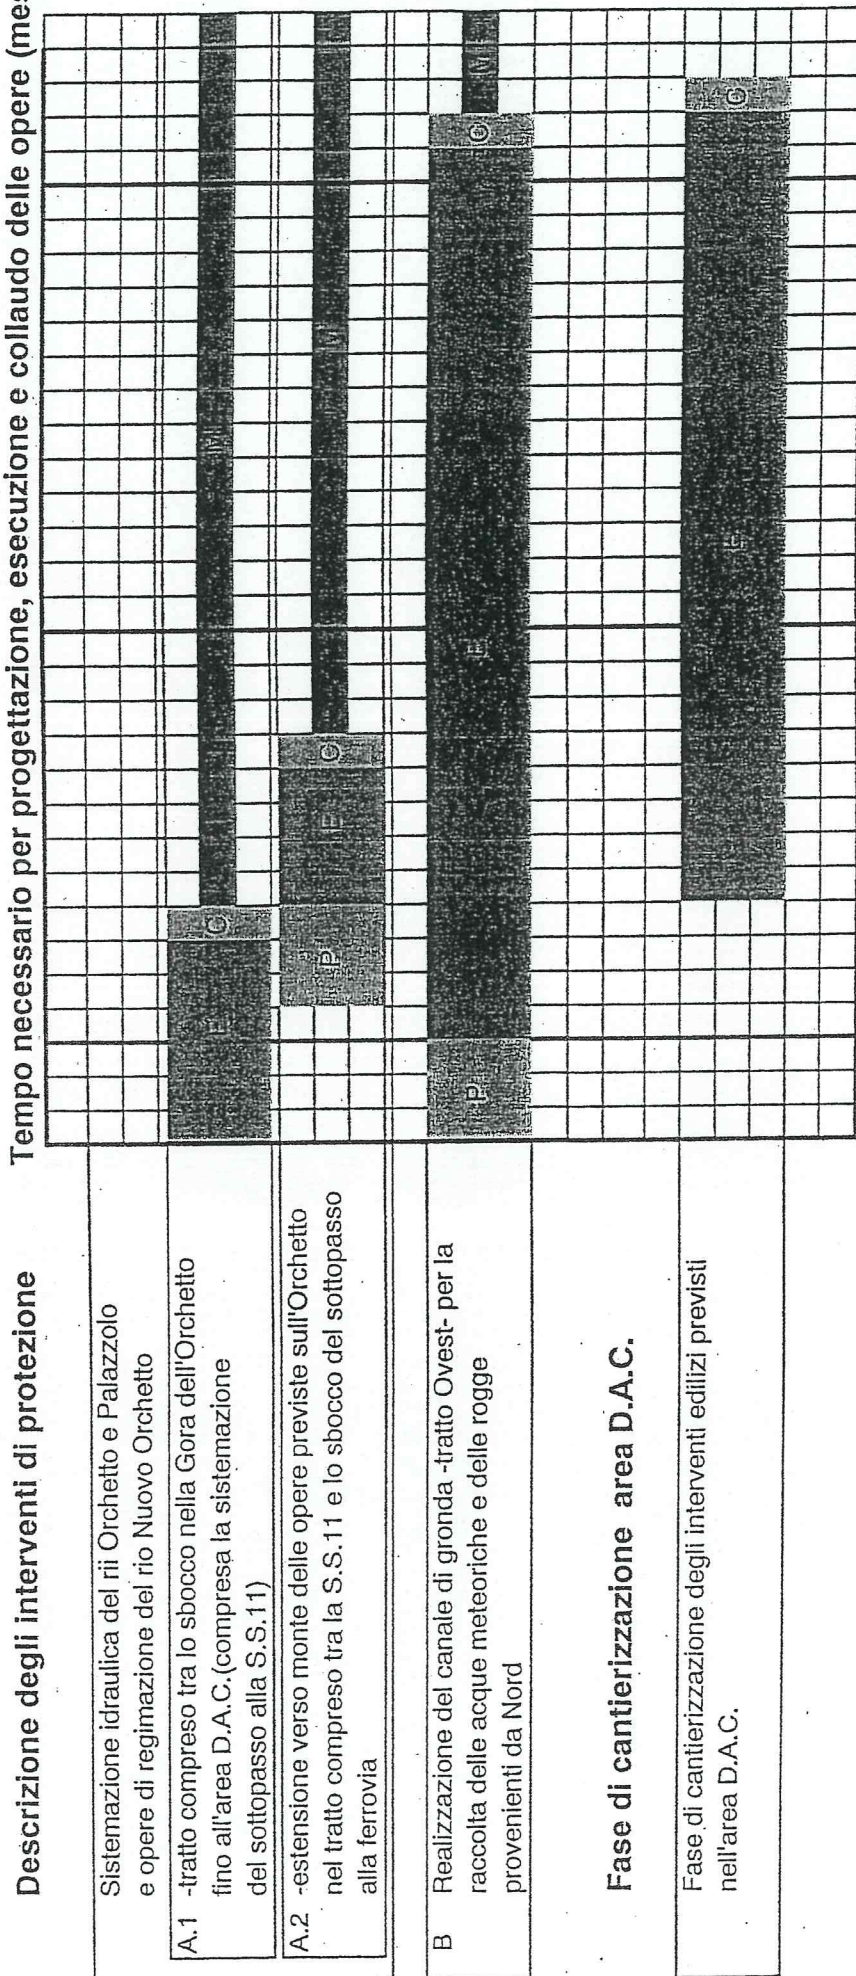 Descrizione degli interventi di protezione
Tempo necessario per progettazione, esecuzione e collaudo delle opere
Sistemazione idraulica del rii Orchetto e Palazzolo
e opere di regimazione del rio Nuovo Orchetto
A.1 -tratto compreso tra lo sbocco nella Gora dell'Orchetto
fino all'area D.A.C.(compresa la sistemazione
del sottopasso alla S.S.11)
E C M
A.2 -estensione verso monte delle opere previste sull'Orchetto
nel tratto compreso tra la S.S.11 e lo sbocco del sottopasso
alla ferrovia
P E C M
B Realizzazione del canale di gronda -tratto Ovest- per la
raccolta delle acque meteoriche e delle rogge
provenienti da Nord
P E C M
Fase di cantierizzazione area D.A.C.
Fase di cantierizzazione degli interventi edilizi previsti
nell'area D.A.C.
E C